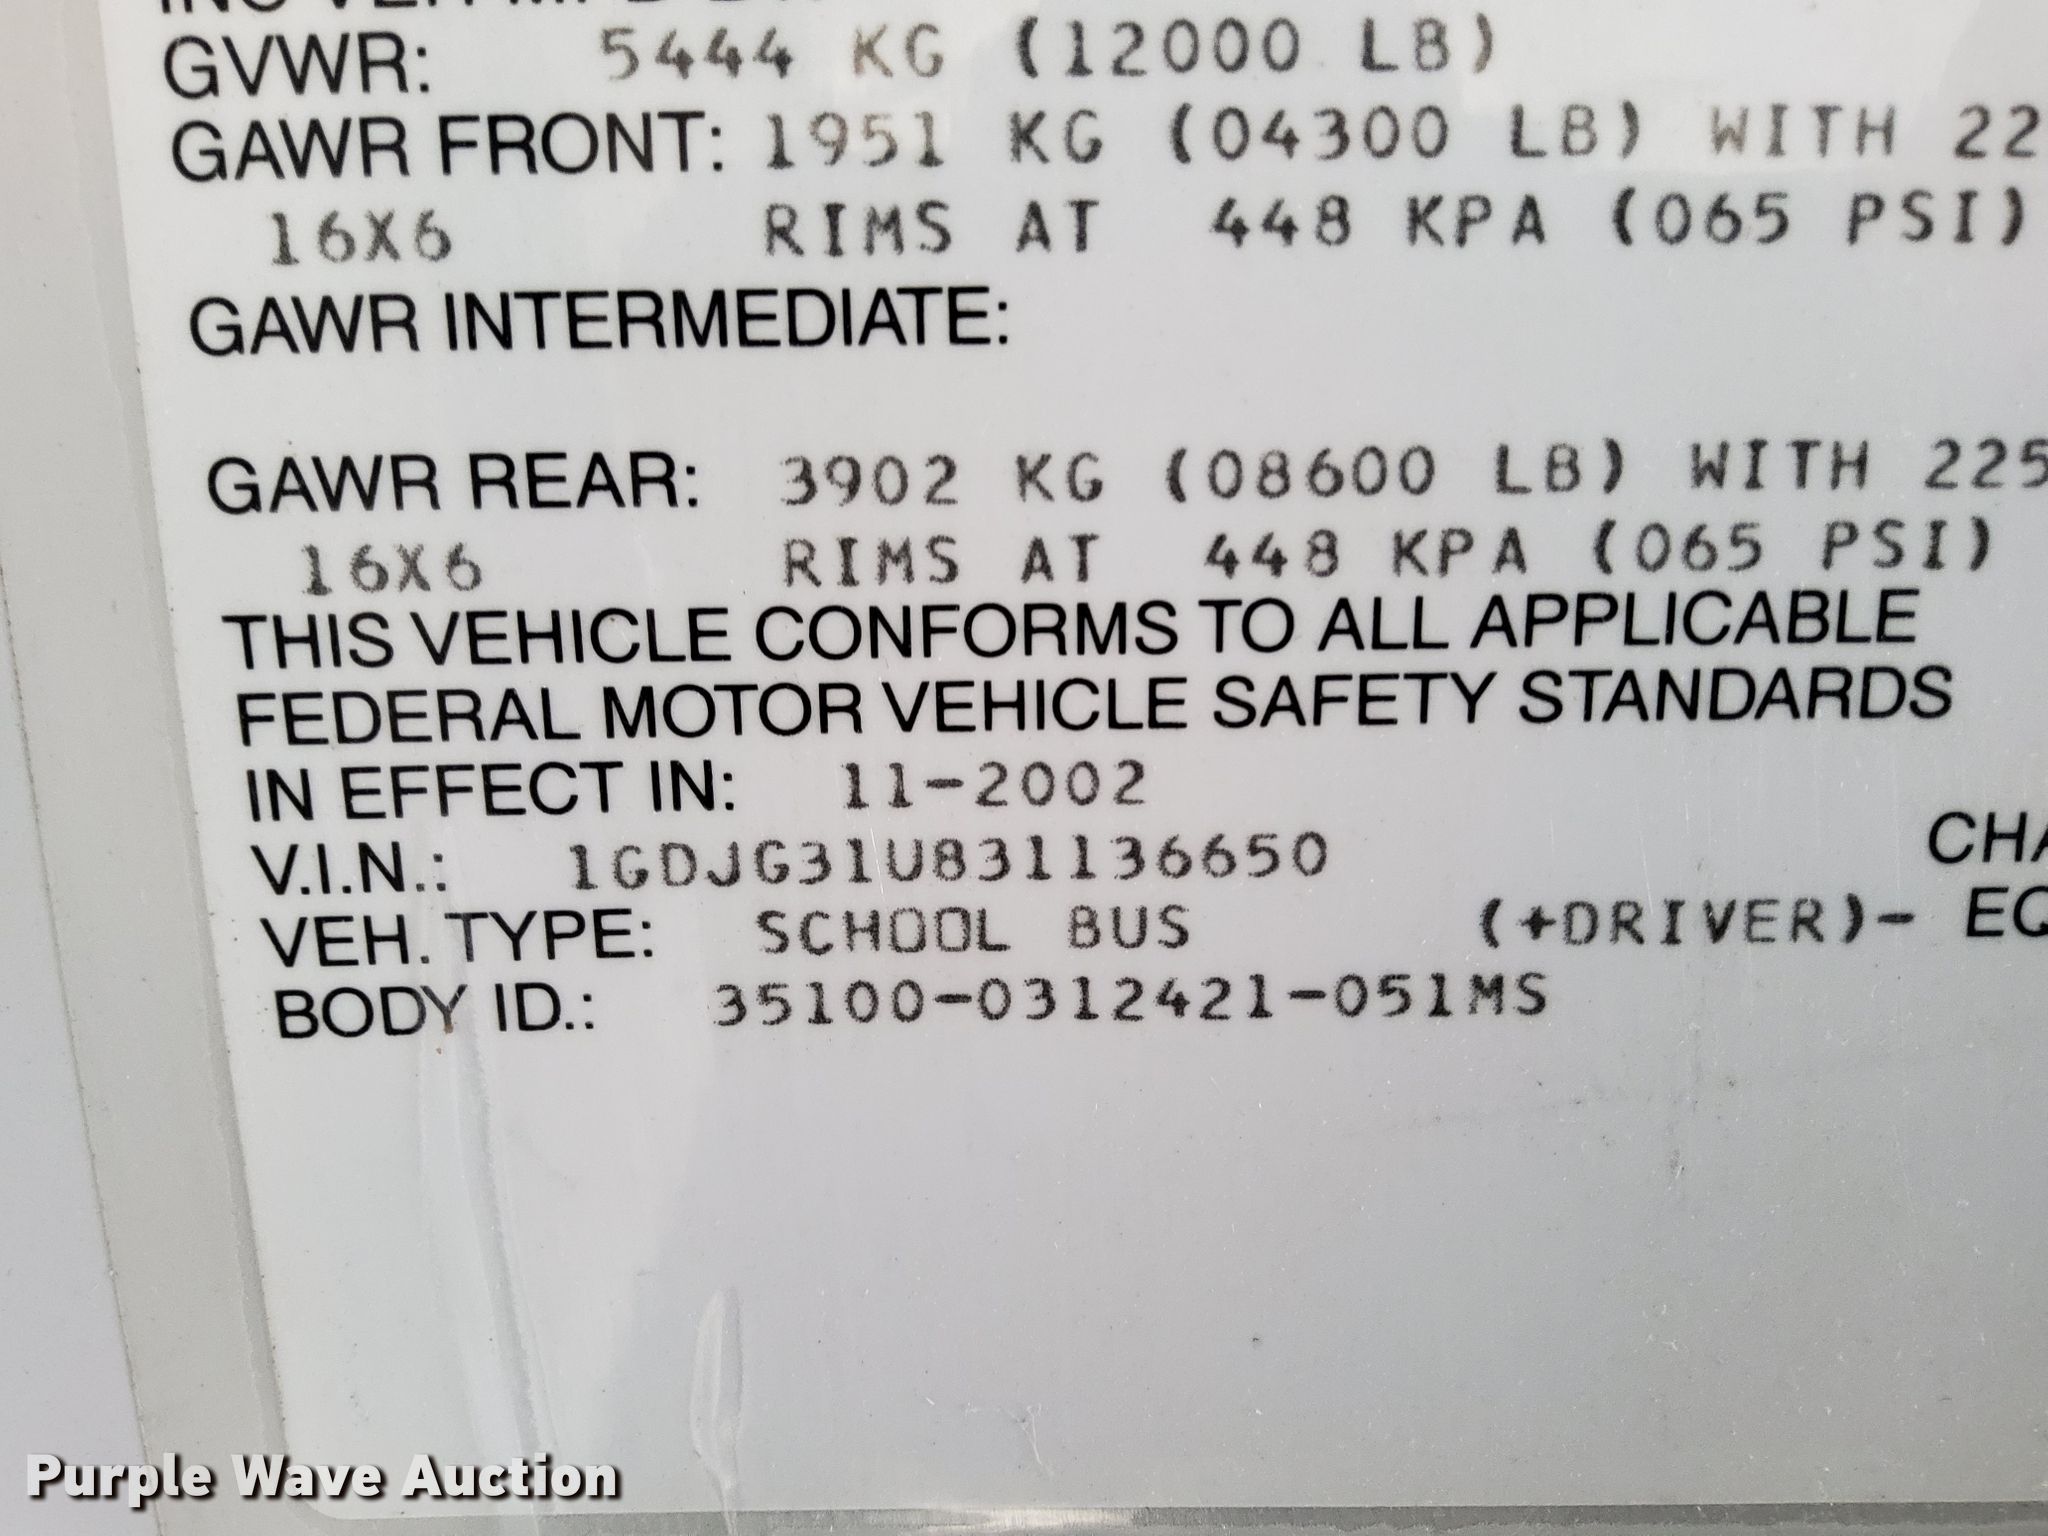 GVWR: 5444 KG (12000 LB)
GAWR FRONT: 1951 KG (04300 LB) WITH 22
16X6 RIMS AT 448 KPA (065 PSI)
GAWR INTERMEDIATE:
GAWR REAR: 3902 KG (08600 LB) WITH 225
16X6 RIMS AT 448 KPA (065 PSI)
THIS VEHICLE CONFORMS TO ALL APPLICABLE
FEDERAL MOTOR VEHICLE SAFETY STANDARDS
IN EFFECT IN: 11-2002
V.I.N.: 1GDJG31U831136650 CHA
VEH. TYPE: SCHOOL BUS (+DRIVER)- EQ
BODY ID.: 35100-0312421-051MS
Purple Wave Auction